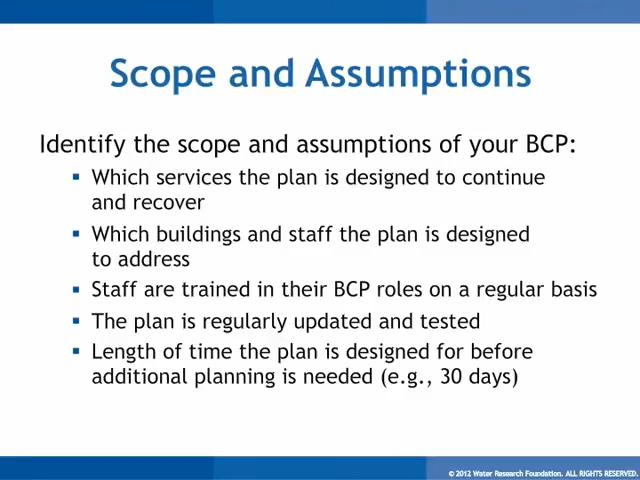 Scope and Assumptions
Identify the scope and assumptions of your BCP:
▪ Which services the plan is designed to continue
and recover
▪ Which buildings and staff the plan is designed
to address
▪ Staff are trained in their BCP roles on a regular basis
▪ The plan is regularly updated and tested
▪ Length of time the plan is designed for before
additional planning is needed (e.g., 30 days)
© 2012 Water Research Foundation. ALL RIGHTS RESERVED.